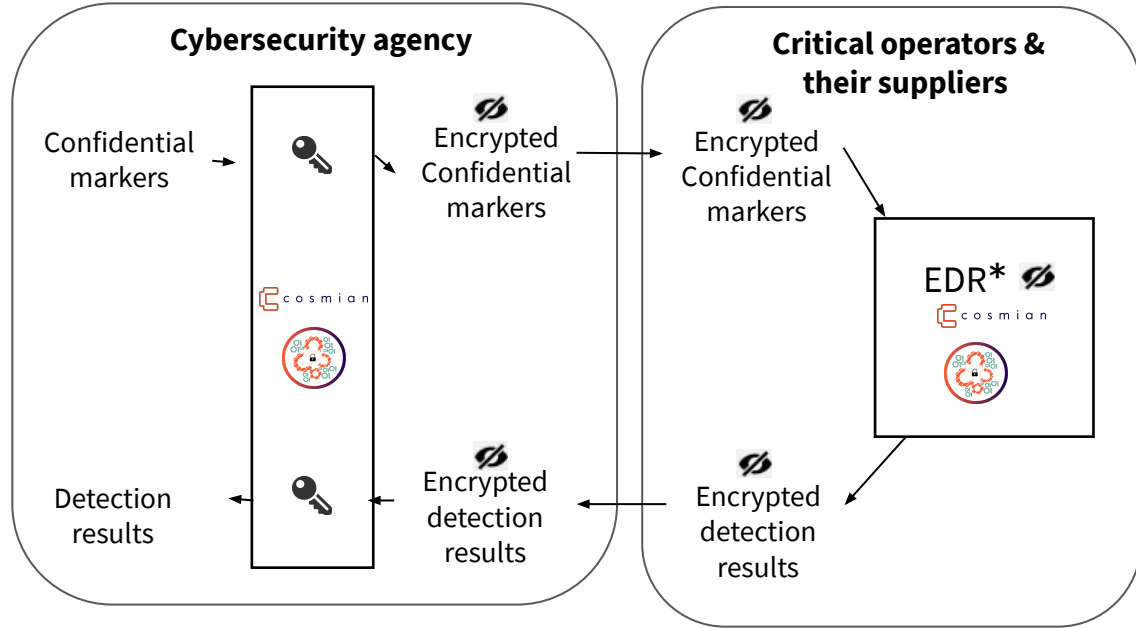 Cybersecurity agency
Critical operators &
their suppliers
Confidential
markers
Encrypted
Confidential
markers
Encrypted
Confidential
markers
cosmian
EDR*
cosmian
Detection
results
Encrypted
detection
results
Encrypted
detection
results